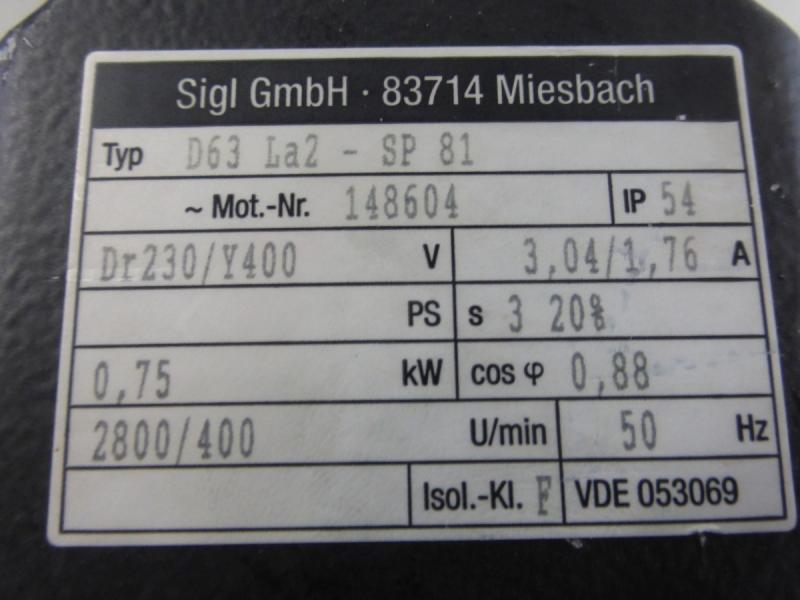 Sigl GmbH · 83714 Miesbach
Typ D63 La2 - SP 81
~ Mot.-Nr. 148604 IP 54
Dr230/Y400 V 3,04/1,76 A
PS s 3 20%
0,75 kW cos φ 0,88
2800/400 U/min 50 Hz
Isol.-Kl. F VDE 053069